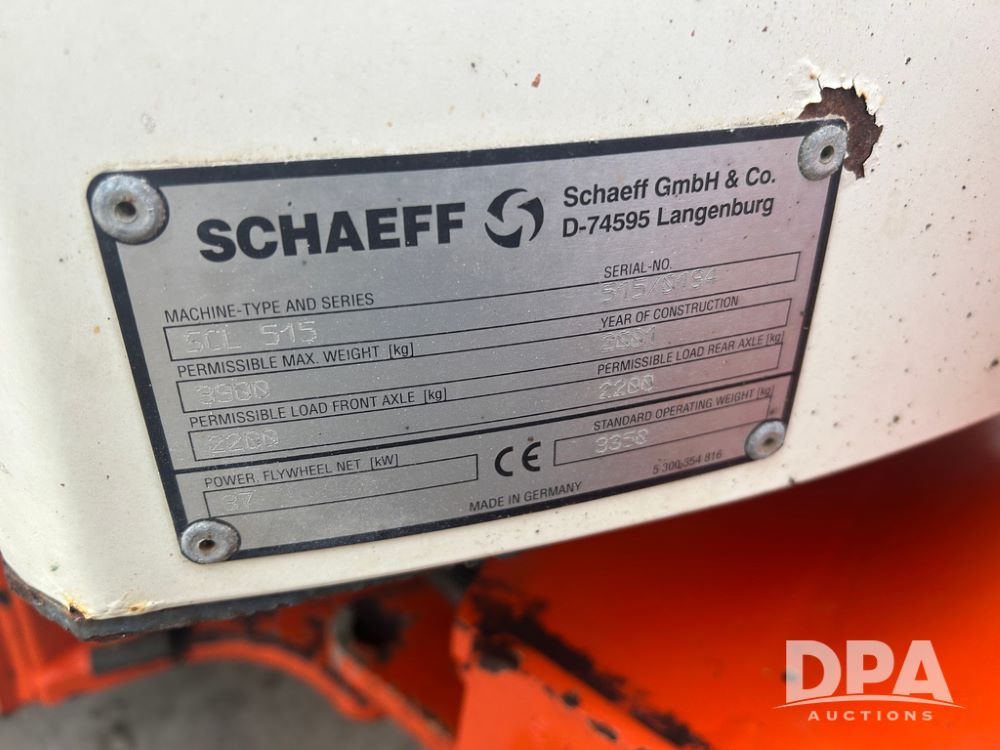 SCHAEFF
Schaeff GmbH & Co.
D-74595 Langenburg
MACHINE-TYPE AND SERIES SERIAL-NO.
SCL 515 515/0194
PERMISSIBLE MAX. WEIGHT [kg] YEAR OF CONSTRUCTION
3900 2001
PERMISSIBLE LOAD FRONT AXLE [kg] PERMISSIBLE LOAD REAR AXLE [kg]
2200 2200
POWER. FLYWHEEL NET [kW] CE STANDARD OPERATING WEIGHT [kg]
37 3350
MADE IN GERMANY 5 300 354 816
DPA
AUCTIONS